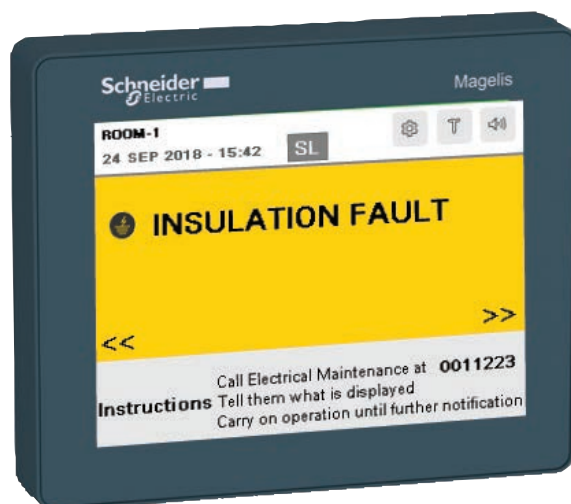 Schneider
Electric
Magelis
ROOM-1
24 SEP 2018 - 15:42
SL
T
INSULATION FAULT
<<
>>
Instructions
Call Electrical Maintenance at 0011223
Tell them what is displayed
Carry on operation until further notification